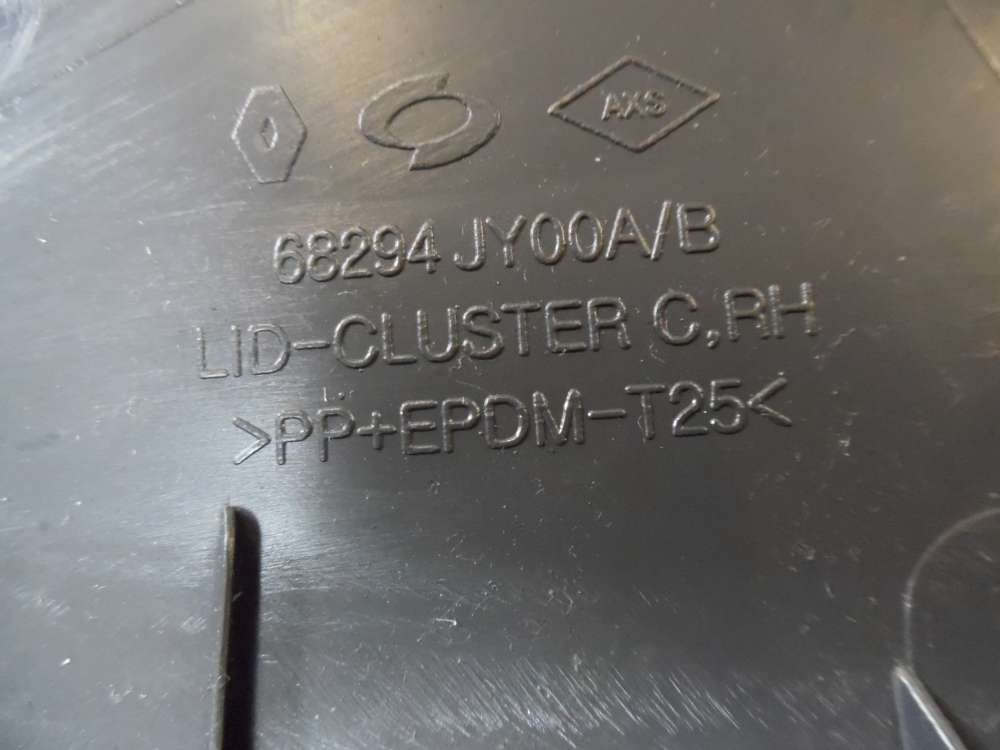 AXS
68294 JY00A/B
LID-CLUSTER C,RH
>PP+EPDM-T25<